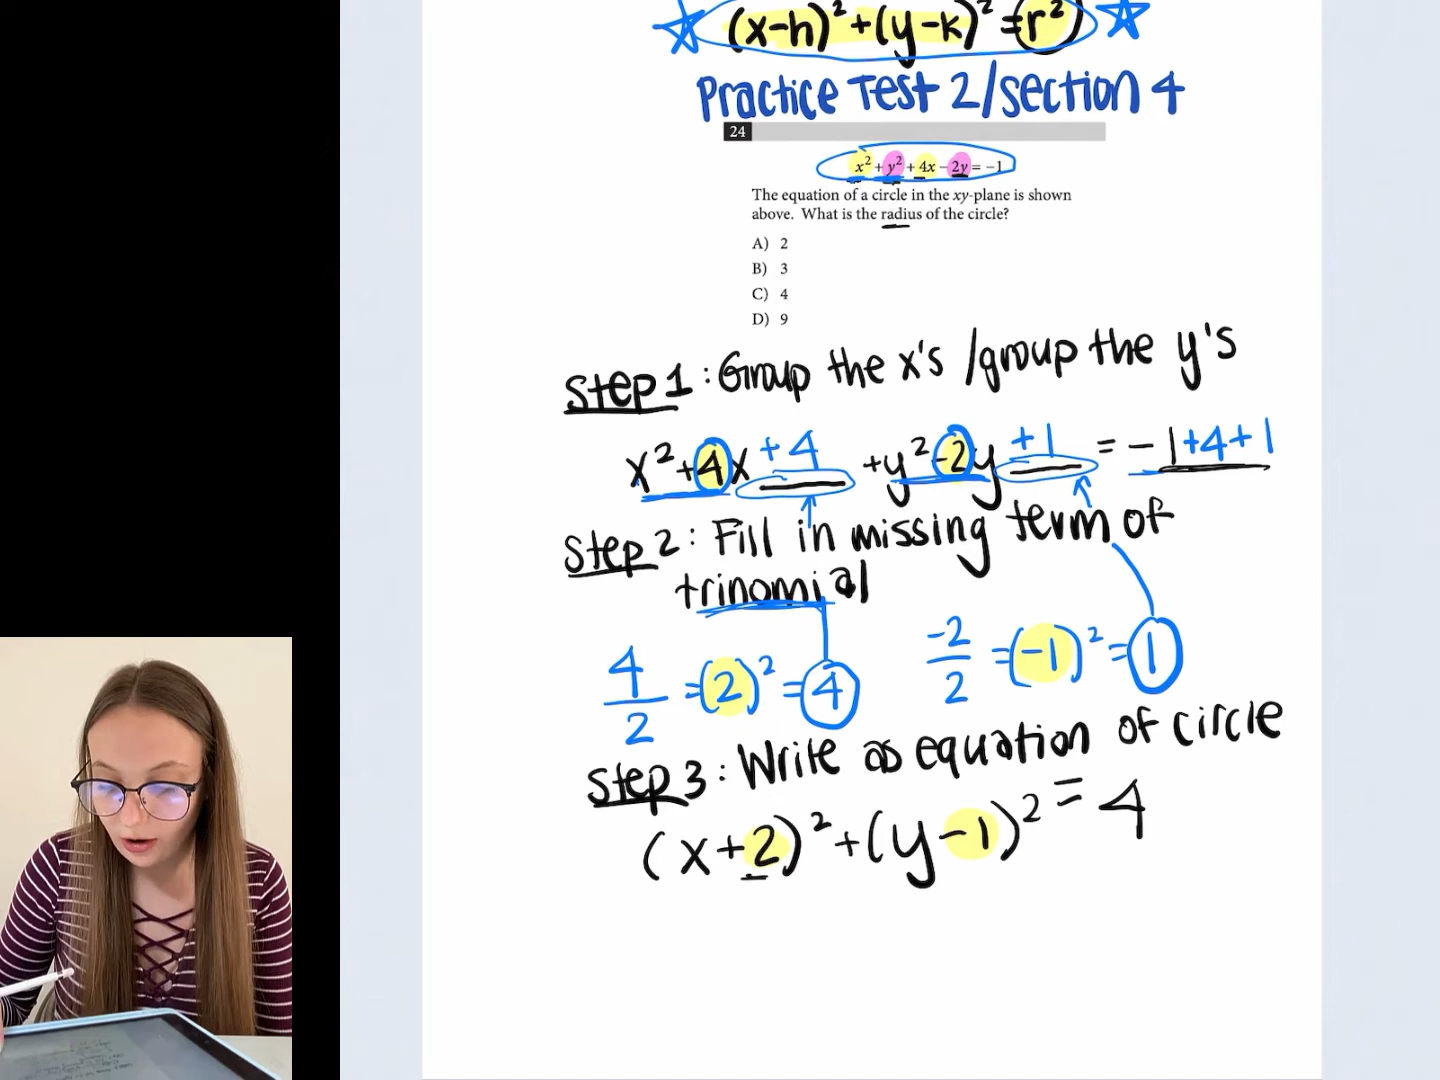 (x-h)² + (y-k)² = r²
Practice Test 2/section 4
24
x² + y² + 4x - 2y = -1
The equation of a circle in the xy-plane is shown
above. What is the radius of the circle?
A) 2
B) 3
C) 4
D) 9
Step 1: Group the x's /group the y's
x² + 4x + 4 + y² - 2y + 1 = -1 + 4 + 1
Step 2: Fill in missing term of
trinomial
4/2 = (2)² = 4 -2/2 = (-1)² = 1
Step 3: Write as equation of circle
(x+2)² + (y-1)² = 4